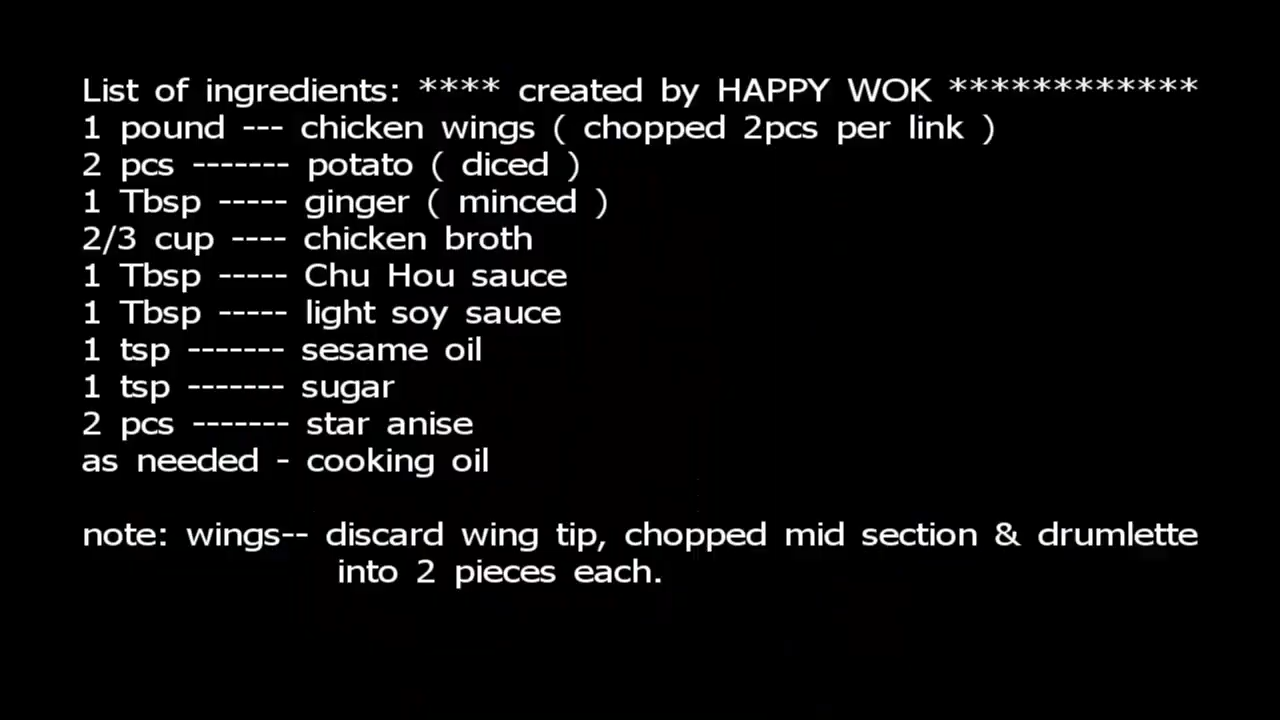 List of ingredients: **** created by HAPPY WOK ************
1 pound --- chicken wings ( chopped 2pcs per link )
2 pcs ------- potato ( diced )
1 Tbsp ----- ginger ( minced )
2/3 cup ---- chicken broth
1 Tbsp ----- Chu Hou sauce
1 Tbsp ----- light soy sauce
1 tsp ------- sesame oil
1 tsp ------- sugar
2 pcs ------- star anise
as needed - cooking oil
note: wings-- discard wing tip, chopped mid section & drumlette
into 2 pieces each.